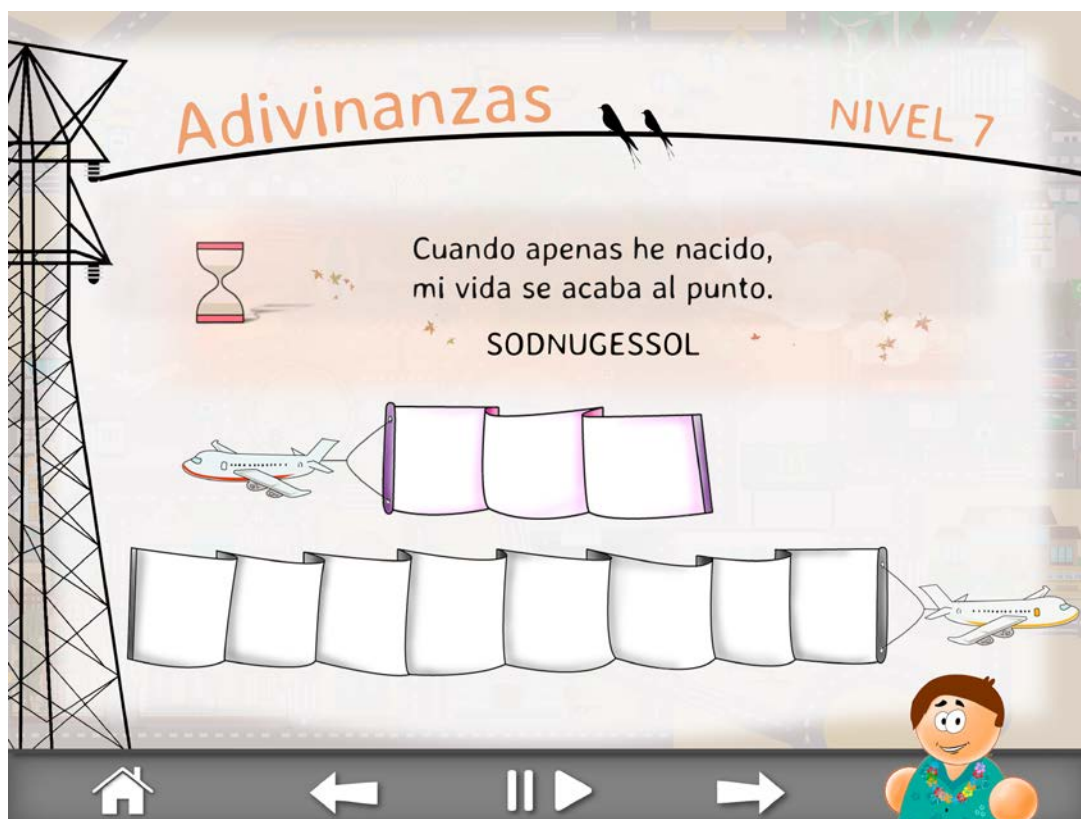 Adivinanzas
NIVEL 7
Cuando apenas he nacido,
mi vida se acaba al punto.
SODNUGESSOL